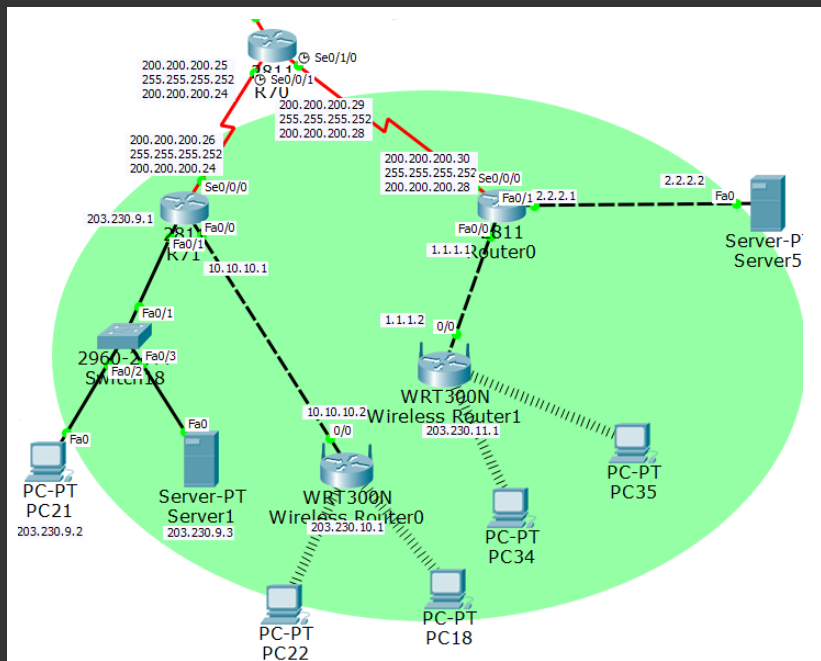 Se0/1/0
2811
R70
Se0/0/1
200.200.200.25
255.255.255.252
200.200.200.24
200.200.200.29
255.255.255.252
200.200.200.28
200.200.200.26
255.255.255.252
200.200.200.24
200.200.200.30
255.255.255.252
200.200.200.28
Se0/0/0
Se0/0/0
203.230.9.1
Fa0/0
Fa0/1
R71
10.10.10.1
Fa0/1
2.2.2.1
2.2.2.2
Fa0
Server-PT
Server5
Fa0/0
2811
Router0
1.1.1.1
1.1.1.2
0/0
WRT300N
Wireless Router1
203.230.11.1
Fa0/1
Fa0/3
Fa0/2
Switch18
Fa0
PC-PT
PC21
203.230.9.2
Fa0
Server-PT
Server1
203.230.9.3
10.10.10.2
0/0
WRT300N
Wireless Router0
203.230.10.1
PC-PT
PC35
PC-PT
PC34
PC-PT
PC22
PC-PT
PC18